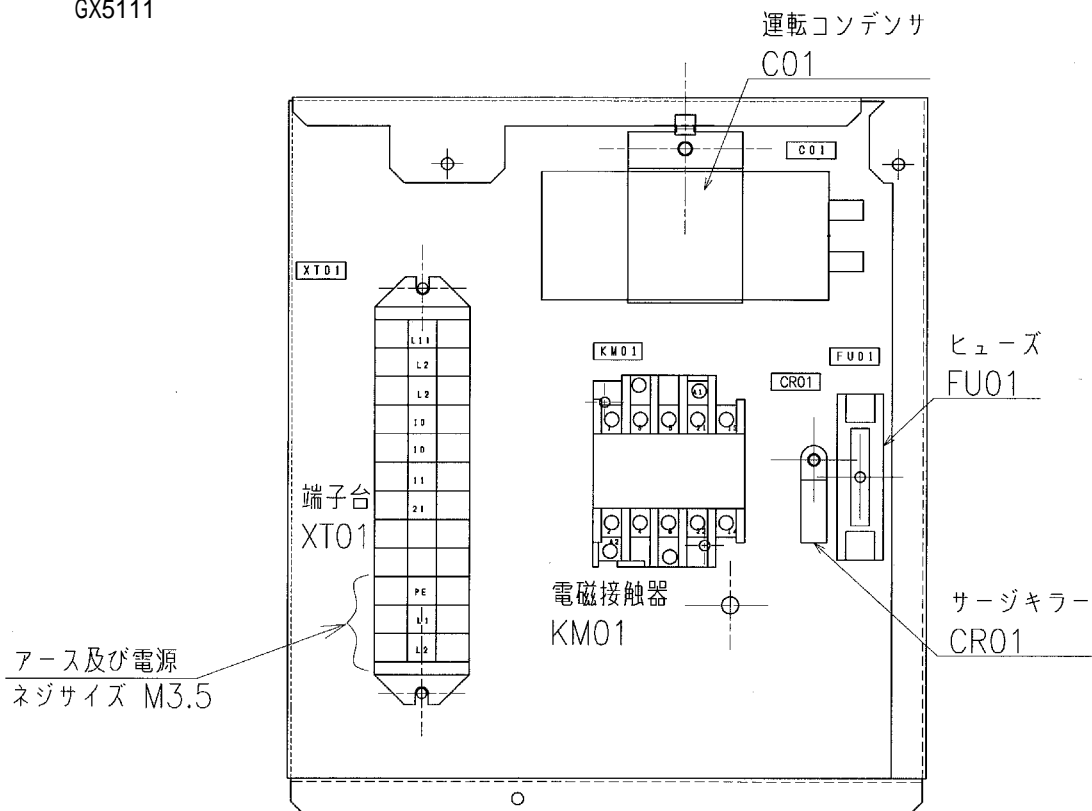 GX5111
運転コンデンサ
C01
C01
XT01
L11
L2
L2
10
10
11
21
PE
L1
L2
端子台
XT01
アース及び電源
ネジサイズ M3.5
KM01
A1
A2
電磁接触器
KM01
CR01
FU01
ヒューズ
FU01
サージキラー
CR01